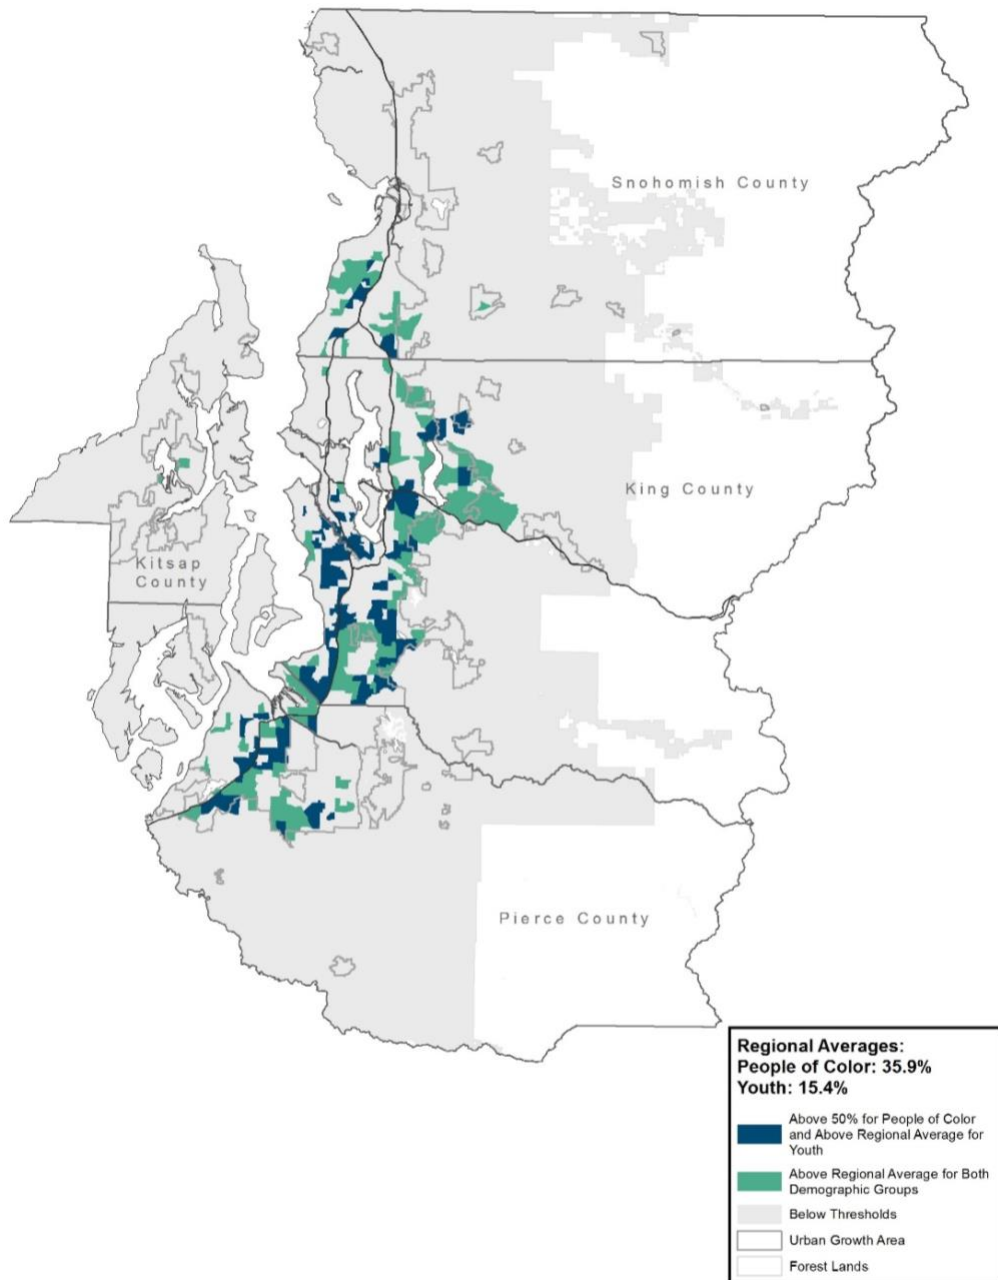 Snohomish County
King County
Kitsap
County
Pierce County
Regional Averages:
People of Color: 35.9%
Youth: 15.4%
Above 50% for People of Color
and Above Regional Average for
Youth
Above Regional Average for Both
Demographic Groups
Below Thresholds
Urban Growth Area
Forest Lands